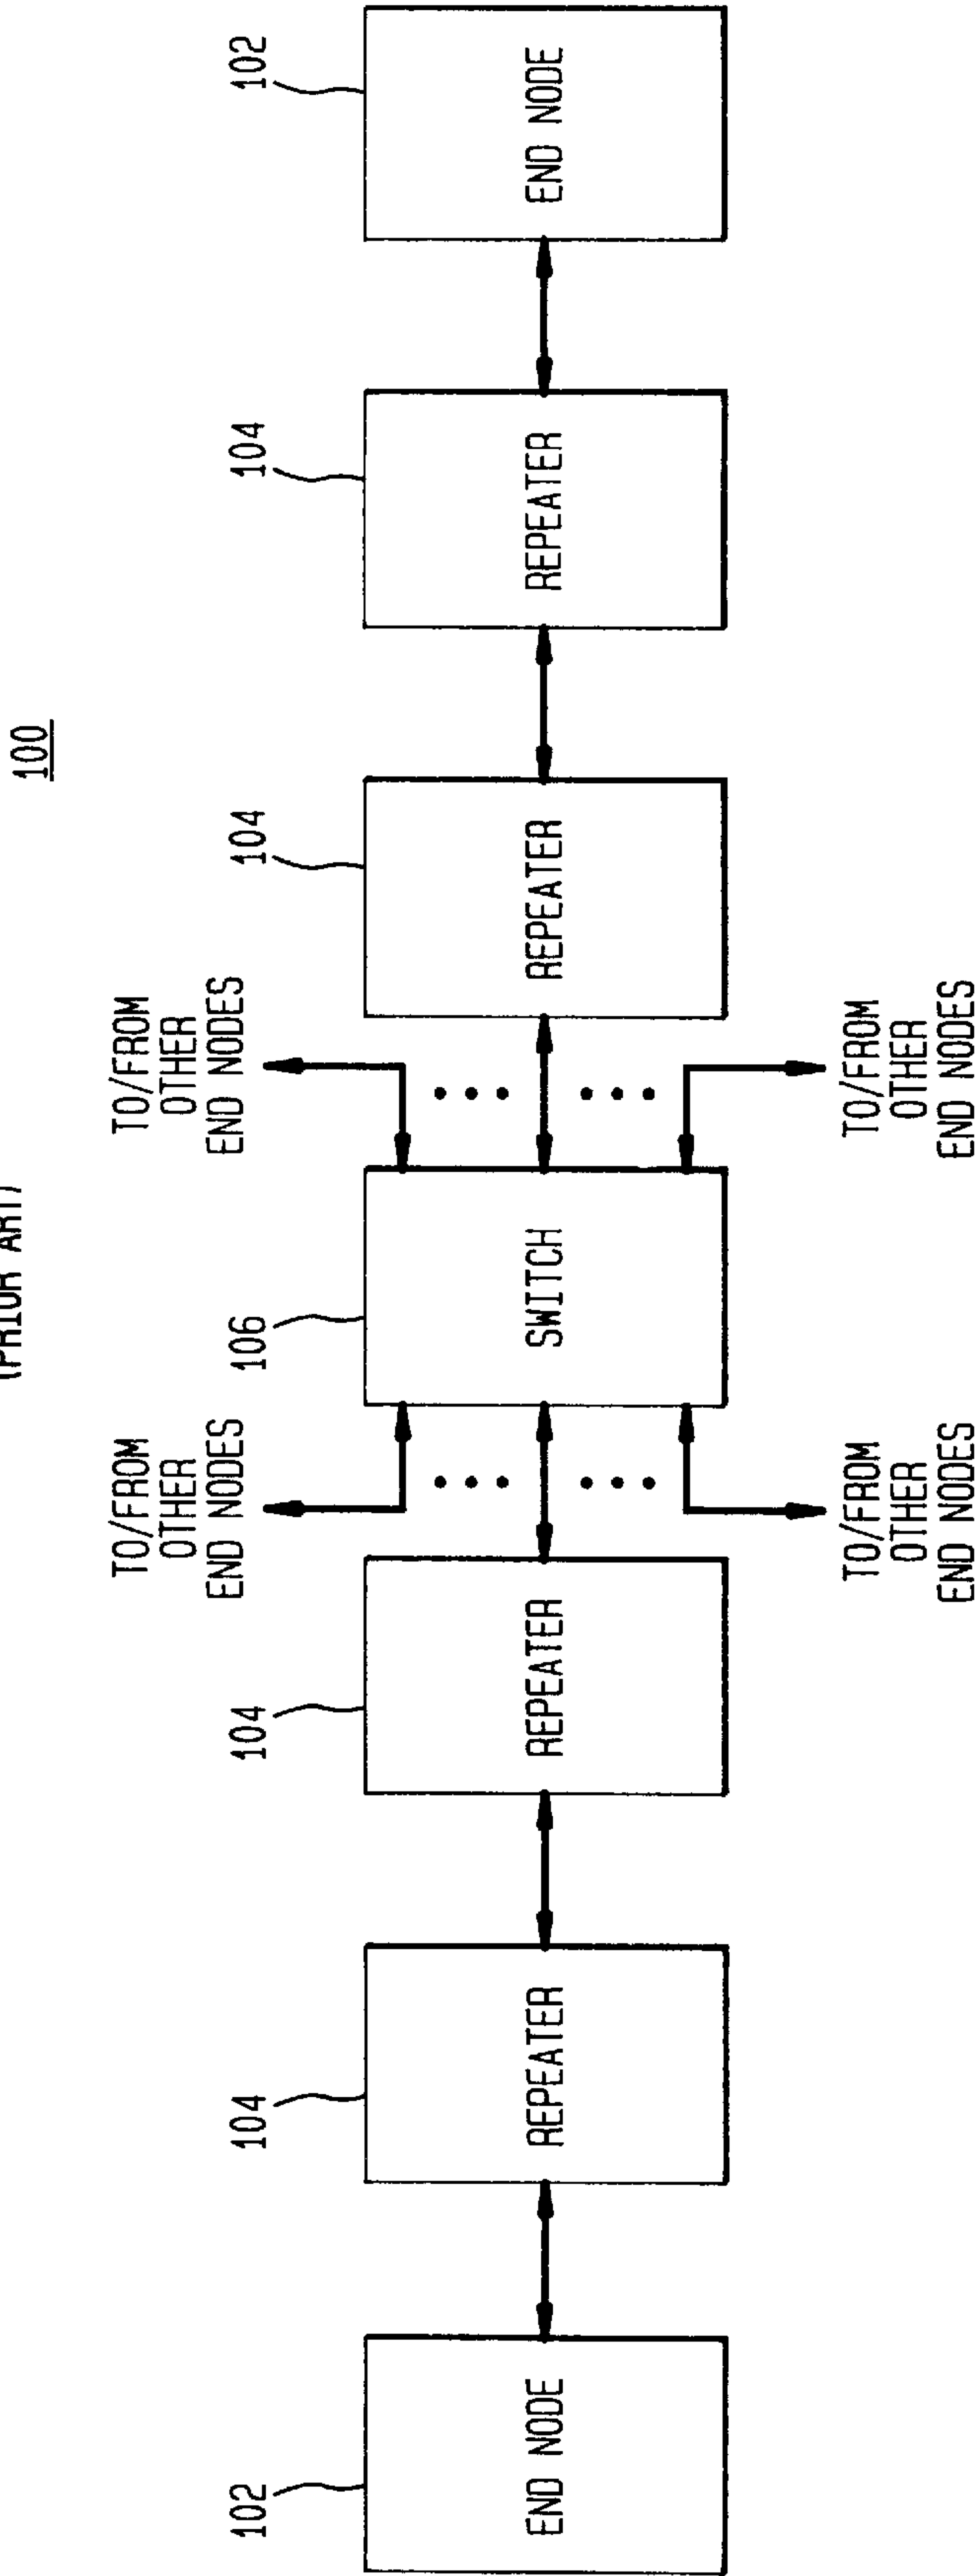 (PRIOR ART)
100
TO/FROM
OTHER
END NODES
TO/FROM
OTHER
END NODES
102
104
104
106
104
104
102
END NODE
REPEATER
REPEATER
SWITCH
REPEATER
REPEATER
END NODE
TO/FROM
OTHER
END NODES
TO/FROM
OTHER
END NODES